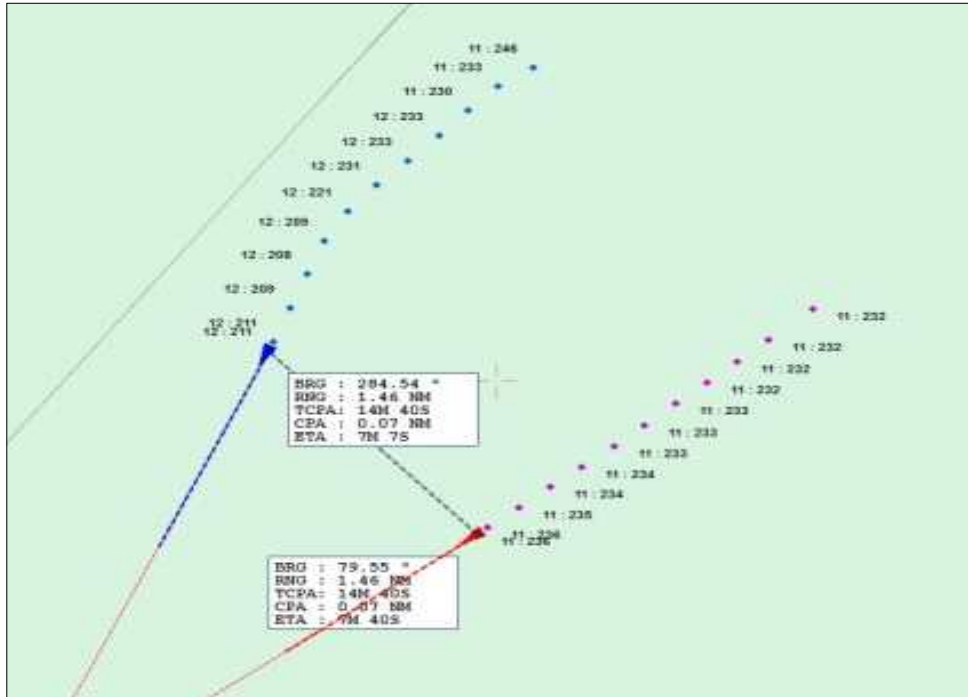 11 : 246
11 : 233
11 : 230
12 : 233
12 : 233
12 : 231
12 : 221
12 : 209
12 : 208
12 : 209
12 : 211
12 : 211
BRG : 284.54 °
RNG : 1.46 NM
TCPA: 14M 40S
CPA : 0.07 NM
ETA : 7M 7S
11 : 232
11 : 232
11 : 232
11 : 232
11 : 233
11 : 233
11 : 233
11 : 234
11 : 234
11 : 235
11 : 236
11 : 236
BRG : 79.55 °
RNG : 1.46 NM
TCPA: 14M 40S
CPA : 0.07 NM
ETA : 7M 40S